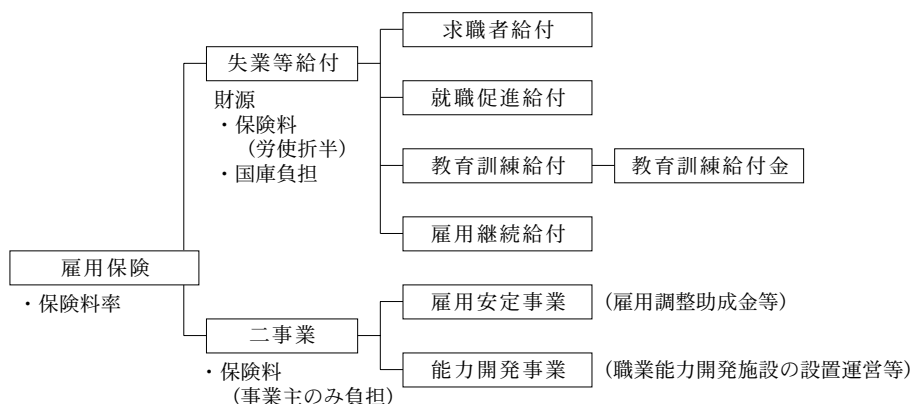 求職者給付
失業等給付
財源
・保険料
（労使折半）
・国庫負担
就職促進給付
教育訓練給付
教育訓練給付金
雇用継続給付
雇用保険
・保険料率
二事業
・保険料
（事業主のみ負担）
雇用安定事業
（雇用調整助成金等）
能力開発事業
（職業能力開発施設の設置運営等）